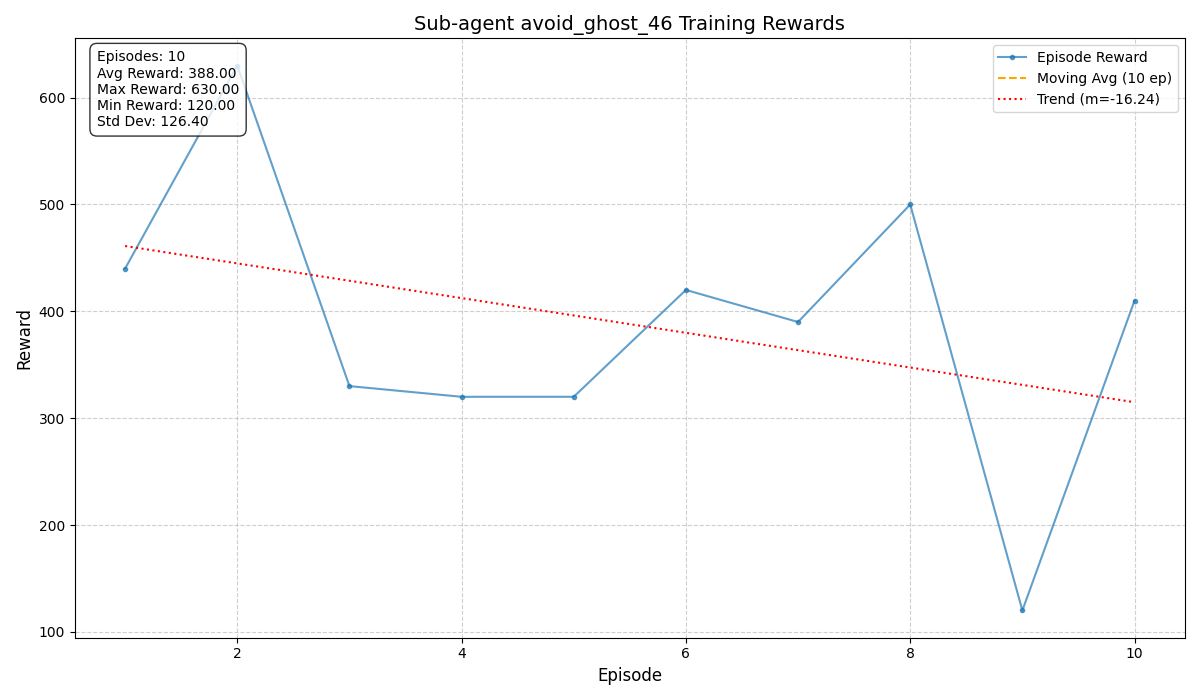 Sub-agent avoid_ghost_46 Training Rewards
Episodes: 10
Avg Reward: 388.00
Max Reward: 630.00
Min Reward: 120.00
Std Dev: 126.40
Episode Reward
Moving Avg (10 ep)
Trend (m=-16.24)
Reward
600
500
400
300
200
100
2
4
6
8
10
Episode